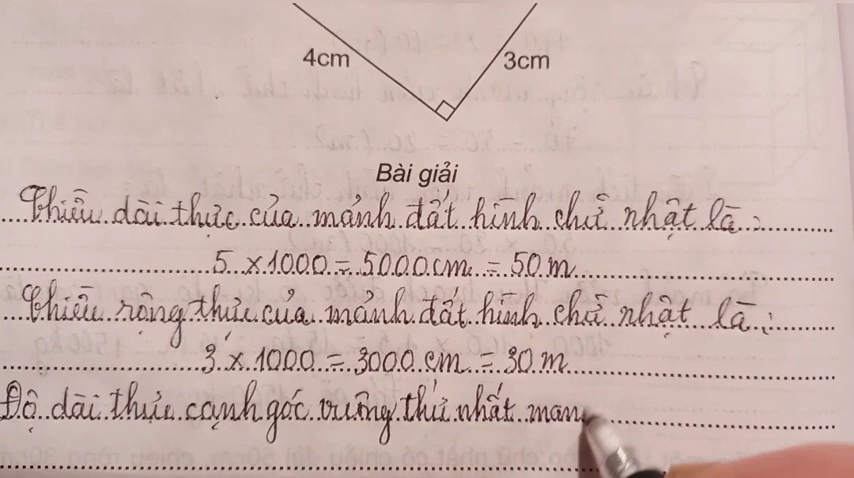 4cm
3cm
Bài giải
Chiều dài thực của mảnh đất hình chữ nhật là:
5 x 1000 = 5000 cm = 50 m
Chiều rộng thực của mảnh đất hình chữ nhật là:
3 x 1000 = 3000 cm = 30 m
Độ dài thực cạnh góc vuông thứ nhất man